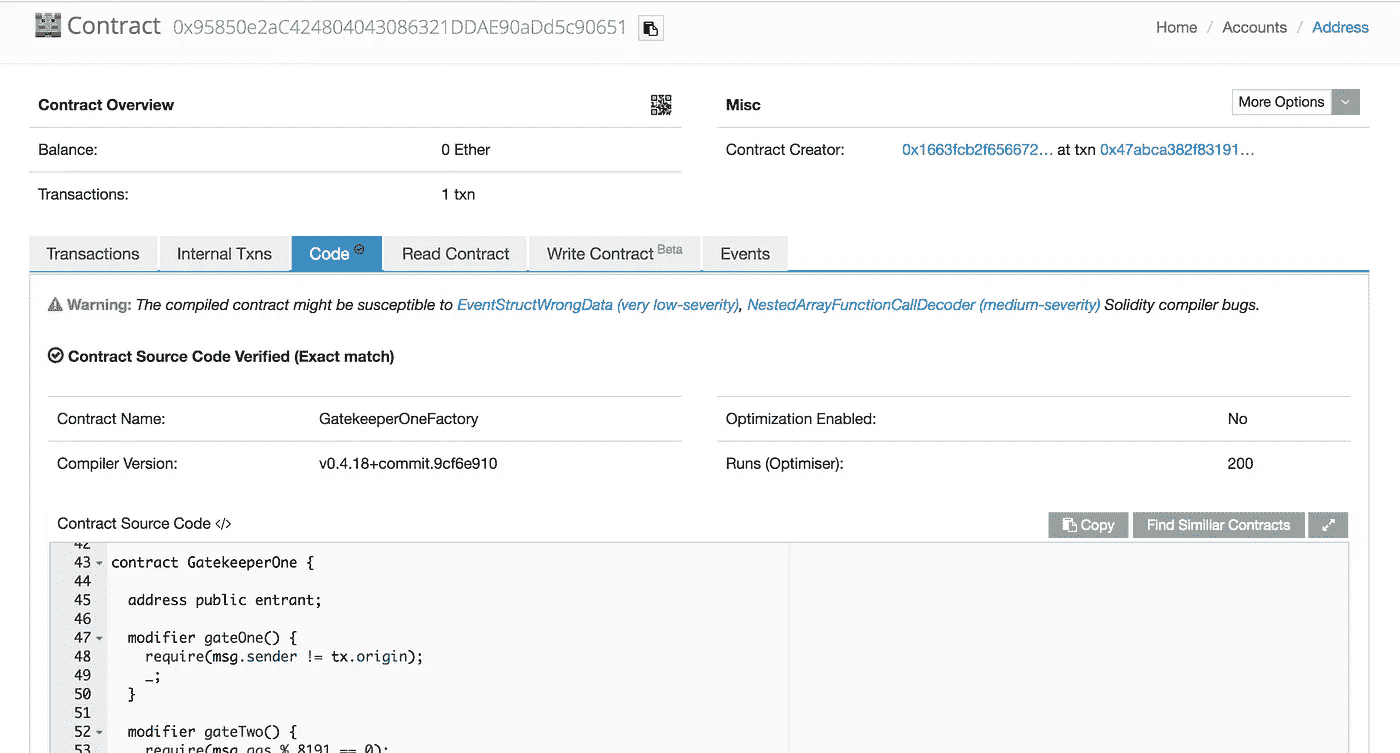 Contract 0x95850e2aC424804043086321DDAE90aDd5c90651
Home / Accounts / Address
Contract Overview
Misc
More Options
Balance: 0 Ether
Contract Creator: 0x1663fcb2f656672... at txn 0x47abca382f83191...
Transactions: 1 txn
Transactions Internal Txns Code Read Contract Write Contract Beta Events
Warning: The compiled contract might be susceptible to EventStructWrongData (very low-severity), NestedArrayFunctionCallDecoder (medium-severity) Solidity compiler bugs.
Contract Source Code Verified (Exact match)
Contract Name: GatekeeperOneFactory
Optimization Enabled: No
Compiler Version: v0.4.18+commit.9cf6e910
Runs (Optimiser): 200
Contract Source Code </>
Copy Find Similiar Contracts
42
43 contract GatekeeperOne {
44
45 address public entrant;
46
47 modifier gateOne() {
48 require(msg.sender != tx.origin);
49 _;
50 }
51
52 modifier gateTwo() {
53 require(msg.gas % 8191 == 0);